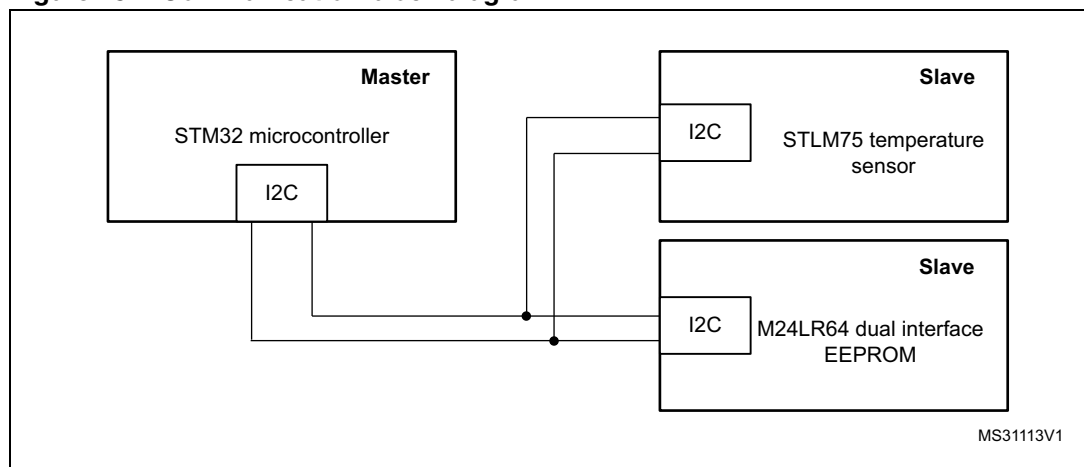 Master
STM32 microcontroller
I2C
Slave
I2C
STLM75 temperature
sensor
Slave
I2C
M24LR64 dual interface
EEPROM
MS31113V1